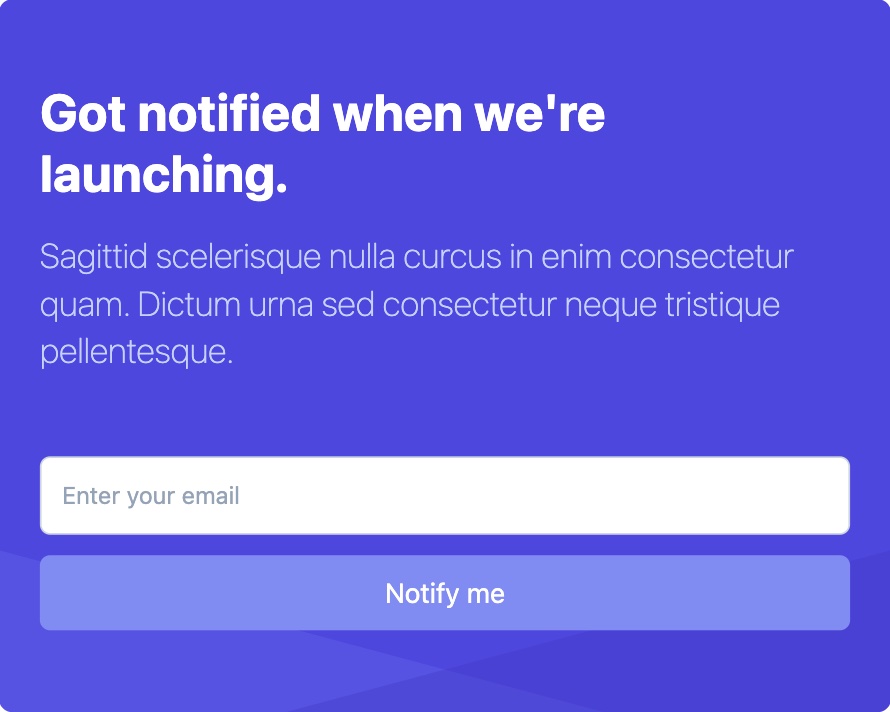 Got notified when we're
launching.
Sagittid scelerisque nulla curcus in enim consectetur
quam. Dictum urna sed consectetur neque tristique
pellentesque.
Enter your email
Notify me